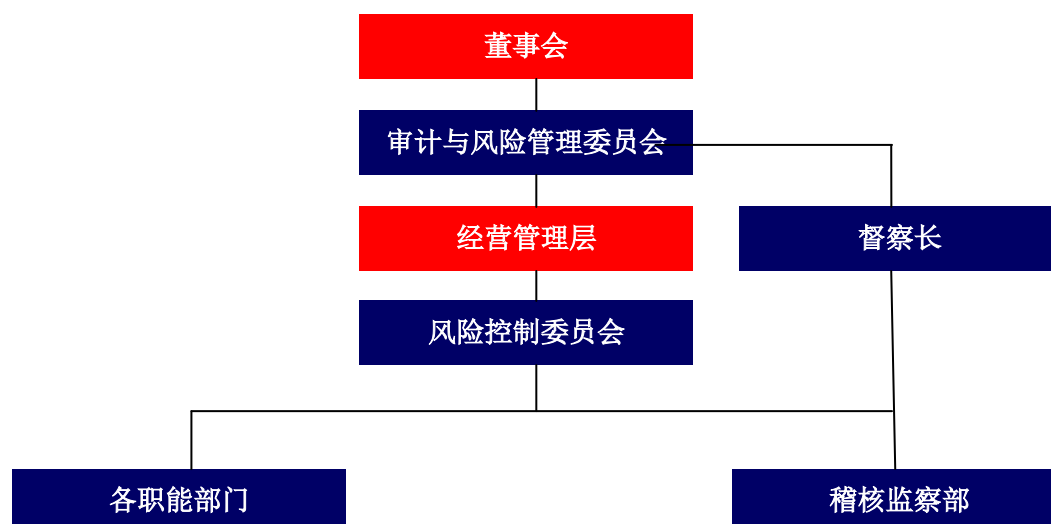 董事会
审计与风险管理委员会
经营管理层
督察长
风险控制委员会
各职能部门
稽核监察部